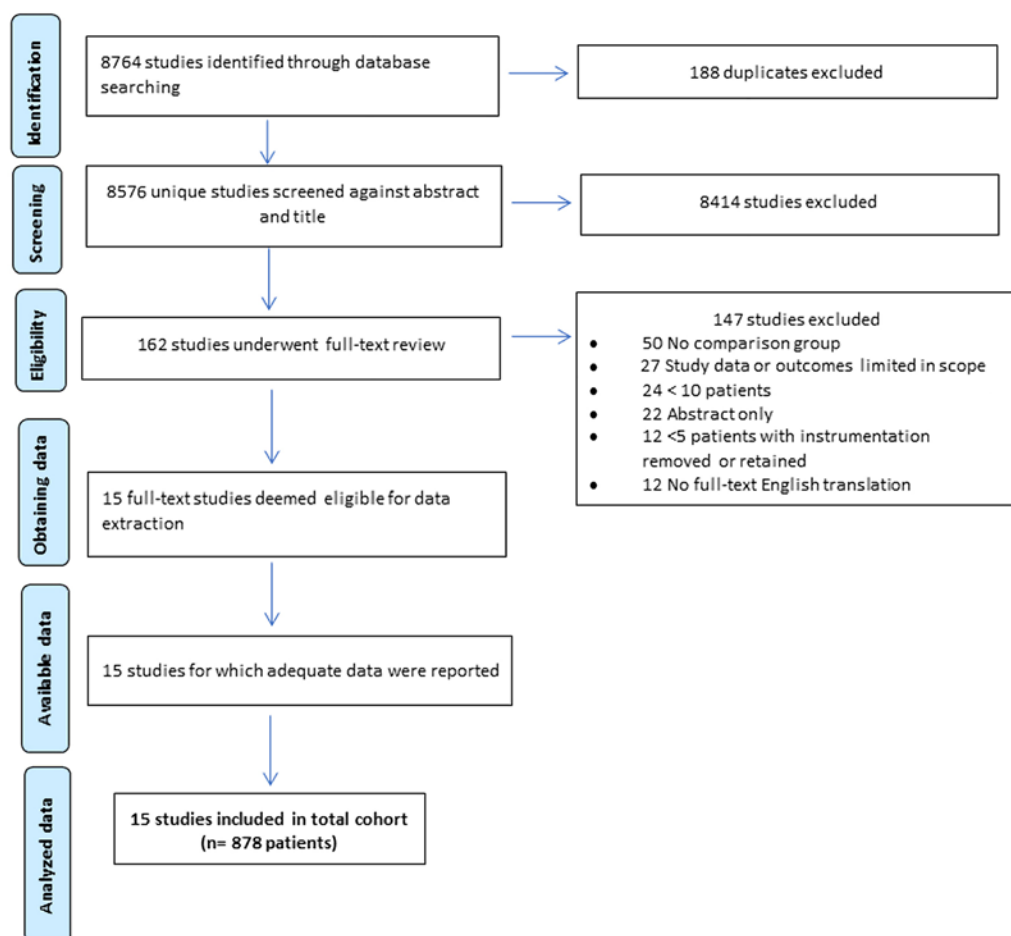 Identification
8764 studies identified through database
searching
188 duplicates excluded
Screening
8576 unique studies screened against abstract
and title
8414 studies excluded
Eligibility
162 studies underwent full-text review
147 studies excluded
• 50 No comparison group
• 27 Study data or outcomes limited in scope
• 24 < 10 patients
• 22 Abstract only
• 12 <5 patients with instrumentation
removed or retained
• 12 No full-text English translation
Obtaining data
15 full-text studies deemed eligible for data
extraction
Available data
15 studies for which adequate data were reported
Analyzed data
15 studies included in total cohort
(n= 878 patients)